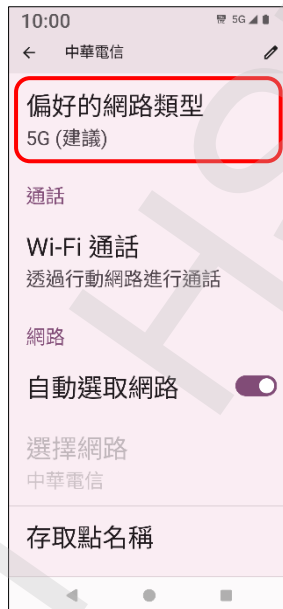 10:00 5G
中華電信
偏好的網路類型
5G (建議)
通話
Wi-Fi 通話
透過行動網路進行通話
網路
自動選取網路
選擇網路
中華電信
存取點名稱